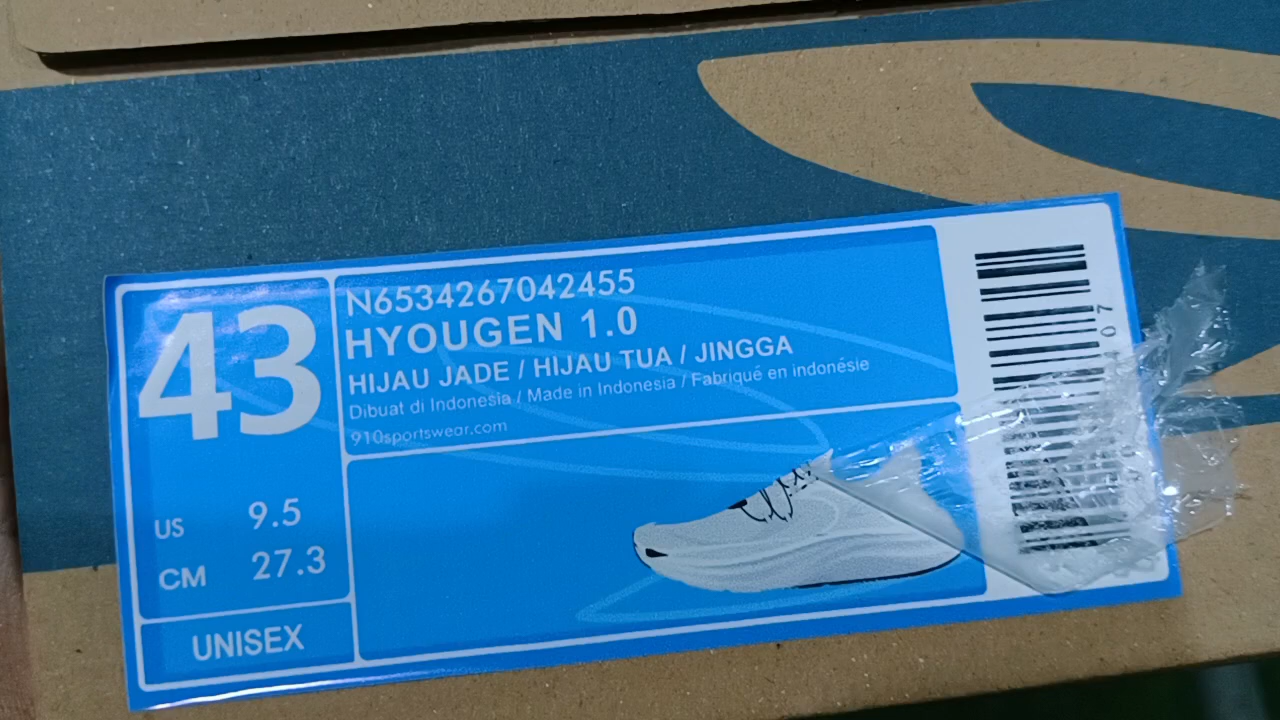 43
US 9.5
CM 27.3
UNISEX
N6534267042455
HYOUGEN 1.0
HIJAU JADE / HIJAU TUA / JINGGA
Dibuat di Indonesia / Made in Indonesia / Fabriqué en indonésie
910sportswear.com